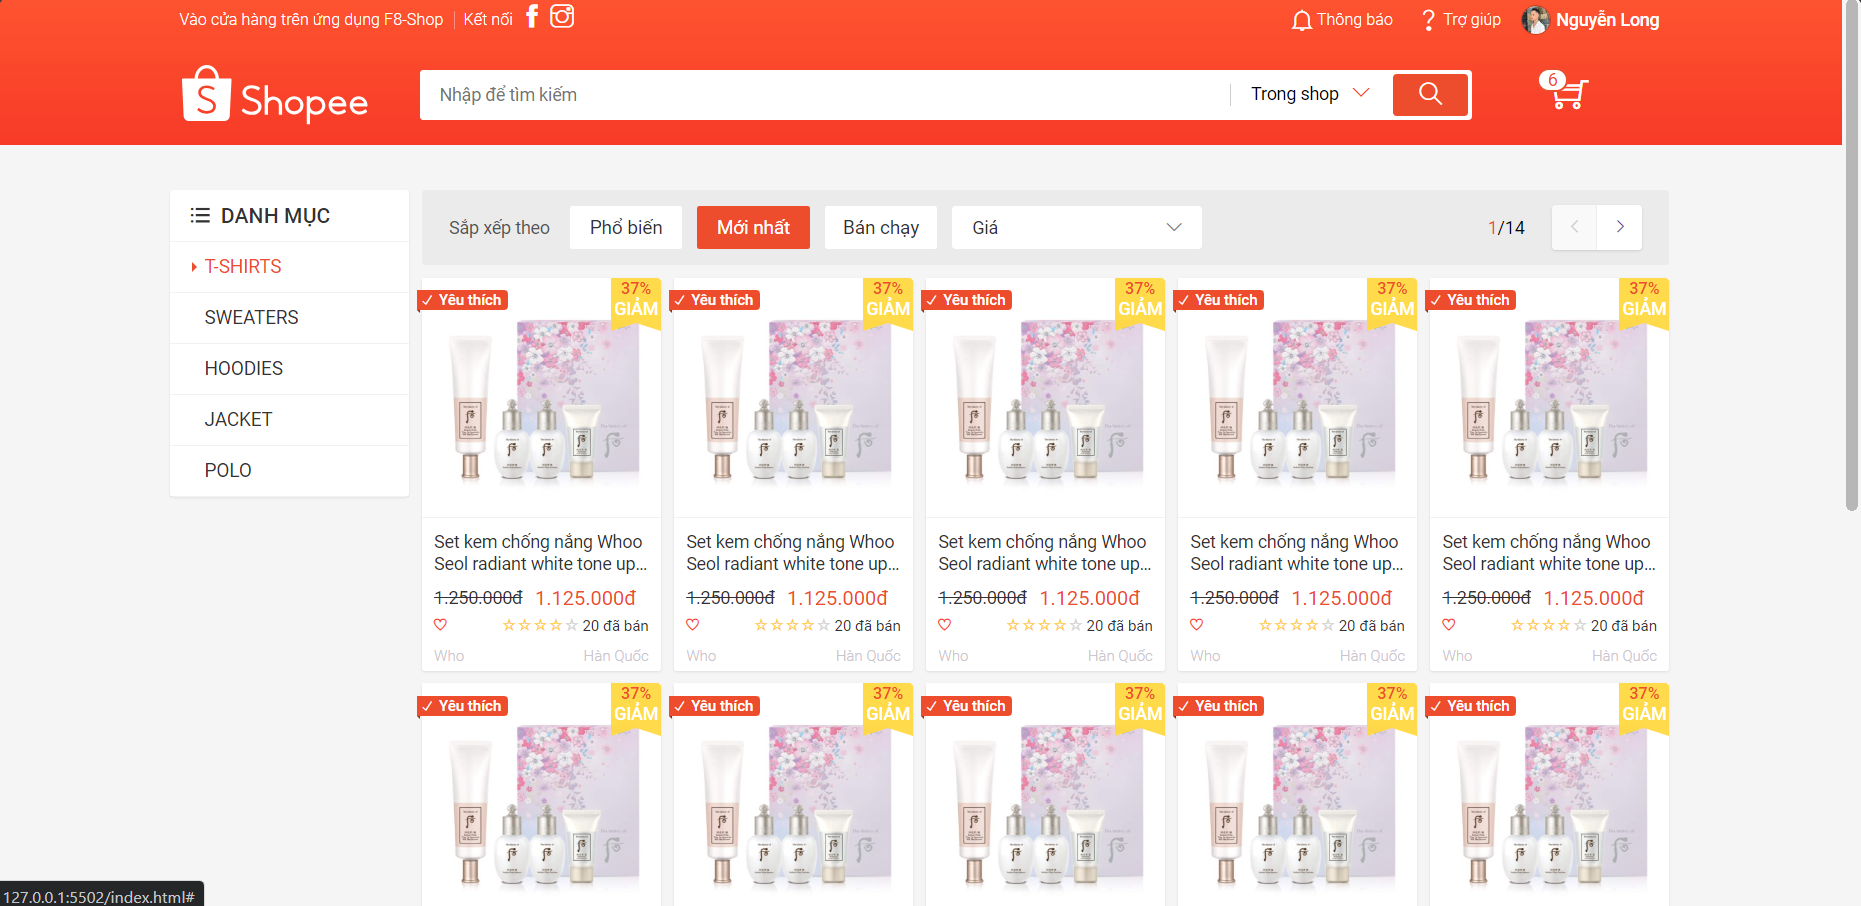 Vào cửa hàng trên ứng dụng F8-Shop Kết nối Thông báo Trợ giúp Nguyễn Long
S Shopee Nhập để tìm kiếm Trong shop 6
DANH MỤC
T-SHIRTS
SWEATERS
HOODIES
JACKET
POLO
Sắp xếp theo Phổ biến Mới nhất Bán chạy Giá 1/14
Yêu thích 37% GIẢM
Set kem chống nắng Whoo
Seol radiant white tone up...
1.250.000đ 1.125.000đ
20 đã bán
Who Hàn Quốc
Yêu thích 37% GIẢM
Set kem chống nắng Whoo
Seol radiant white tone up...
1.250.000đ 1.125.000đ
20 đã bán
Who Hàn Quốc
Yêu thích 37% GIẢM
Set kem chống nắng Whoo
Seol radiant white tone up...
1.250.000đ 1.125.000đ
20 đã bán
Who Hàn Quốc
Yêu thích 37% GIẢM
Set kem chống nắng Whoo
Seol radiant white tone up...
1.250.000đ 1.125.000đ
20 đã bán
Who Hàn Quốc
Yêu thích 37% GIẢM
Set kem chống nắng Whoo
Seol radiant white tone up...
1.250.000đ 1.125.000đ
20 đã bán
Who Hàn Quốc
Yêu thích 37% GIẢM
Yêu thích 37% GIẢM
Yêu thích 37% GIẢM
Yêu thích 37% GIẢM
Yêu thích 37% GIẢM
127.0.0.1:5502/index.html#